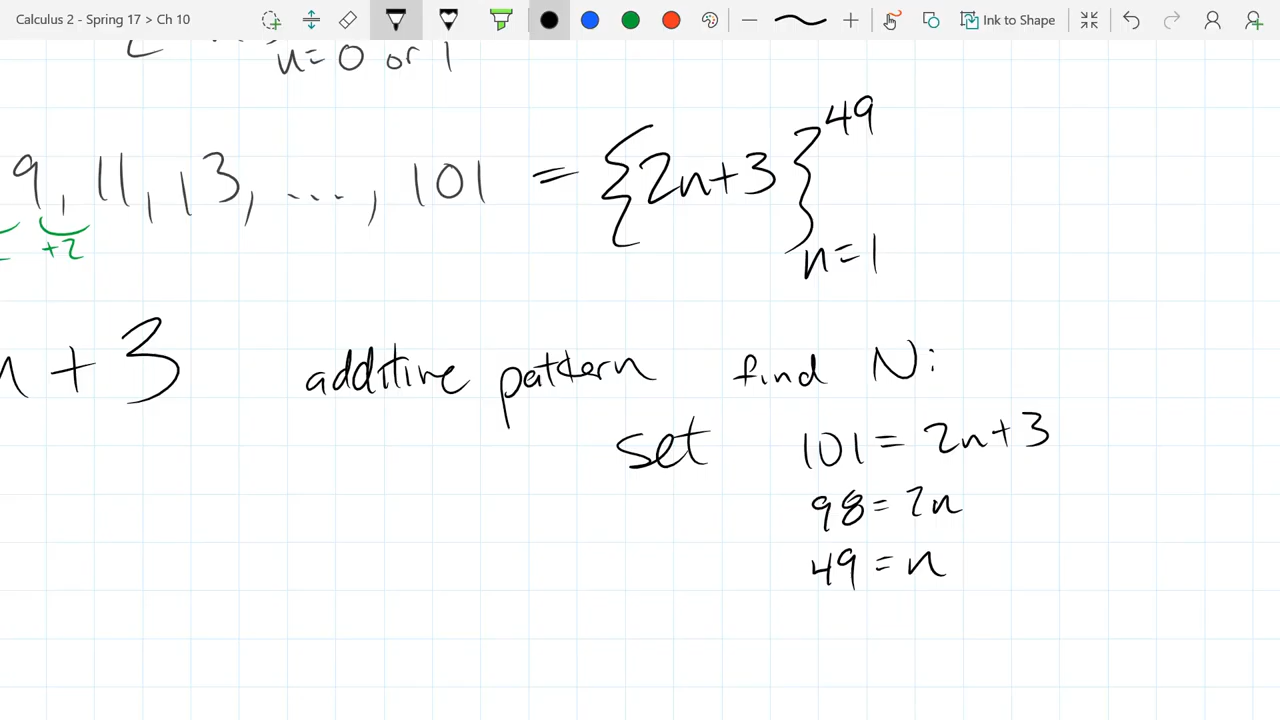 Calculus 2 - Spring 17 > Ch 10
Ink to Shape
n=0 or 1
9, 11, 13, ..., 101 = {2n+3}
49
n=1
+2
n + 3
additive pattern find N:
set 101 = 2n+3
98 = 2n
49 = n